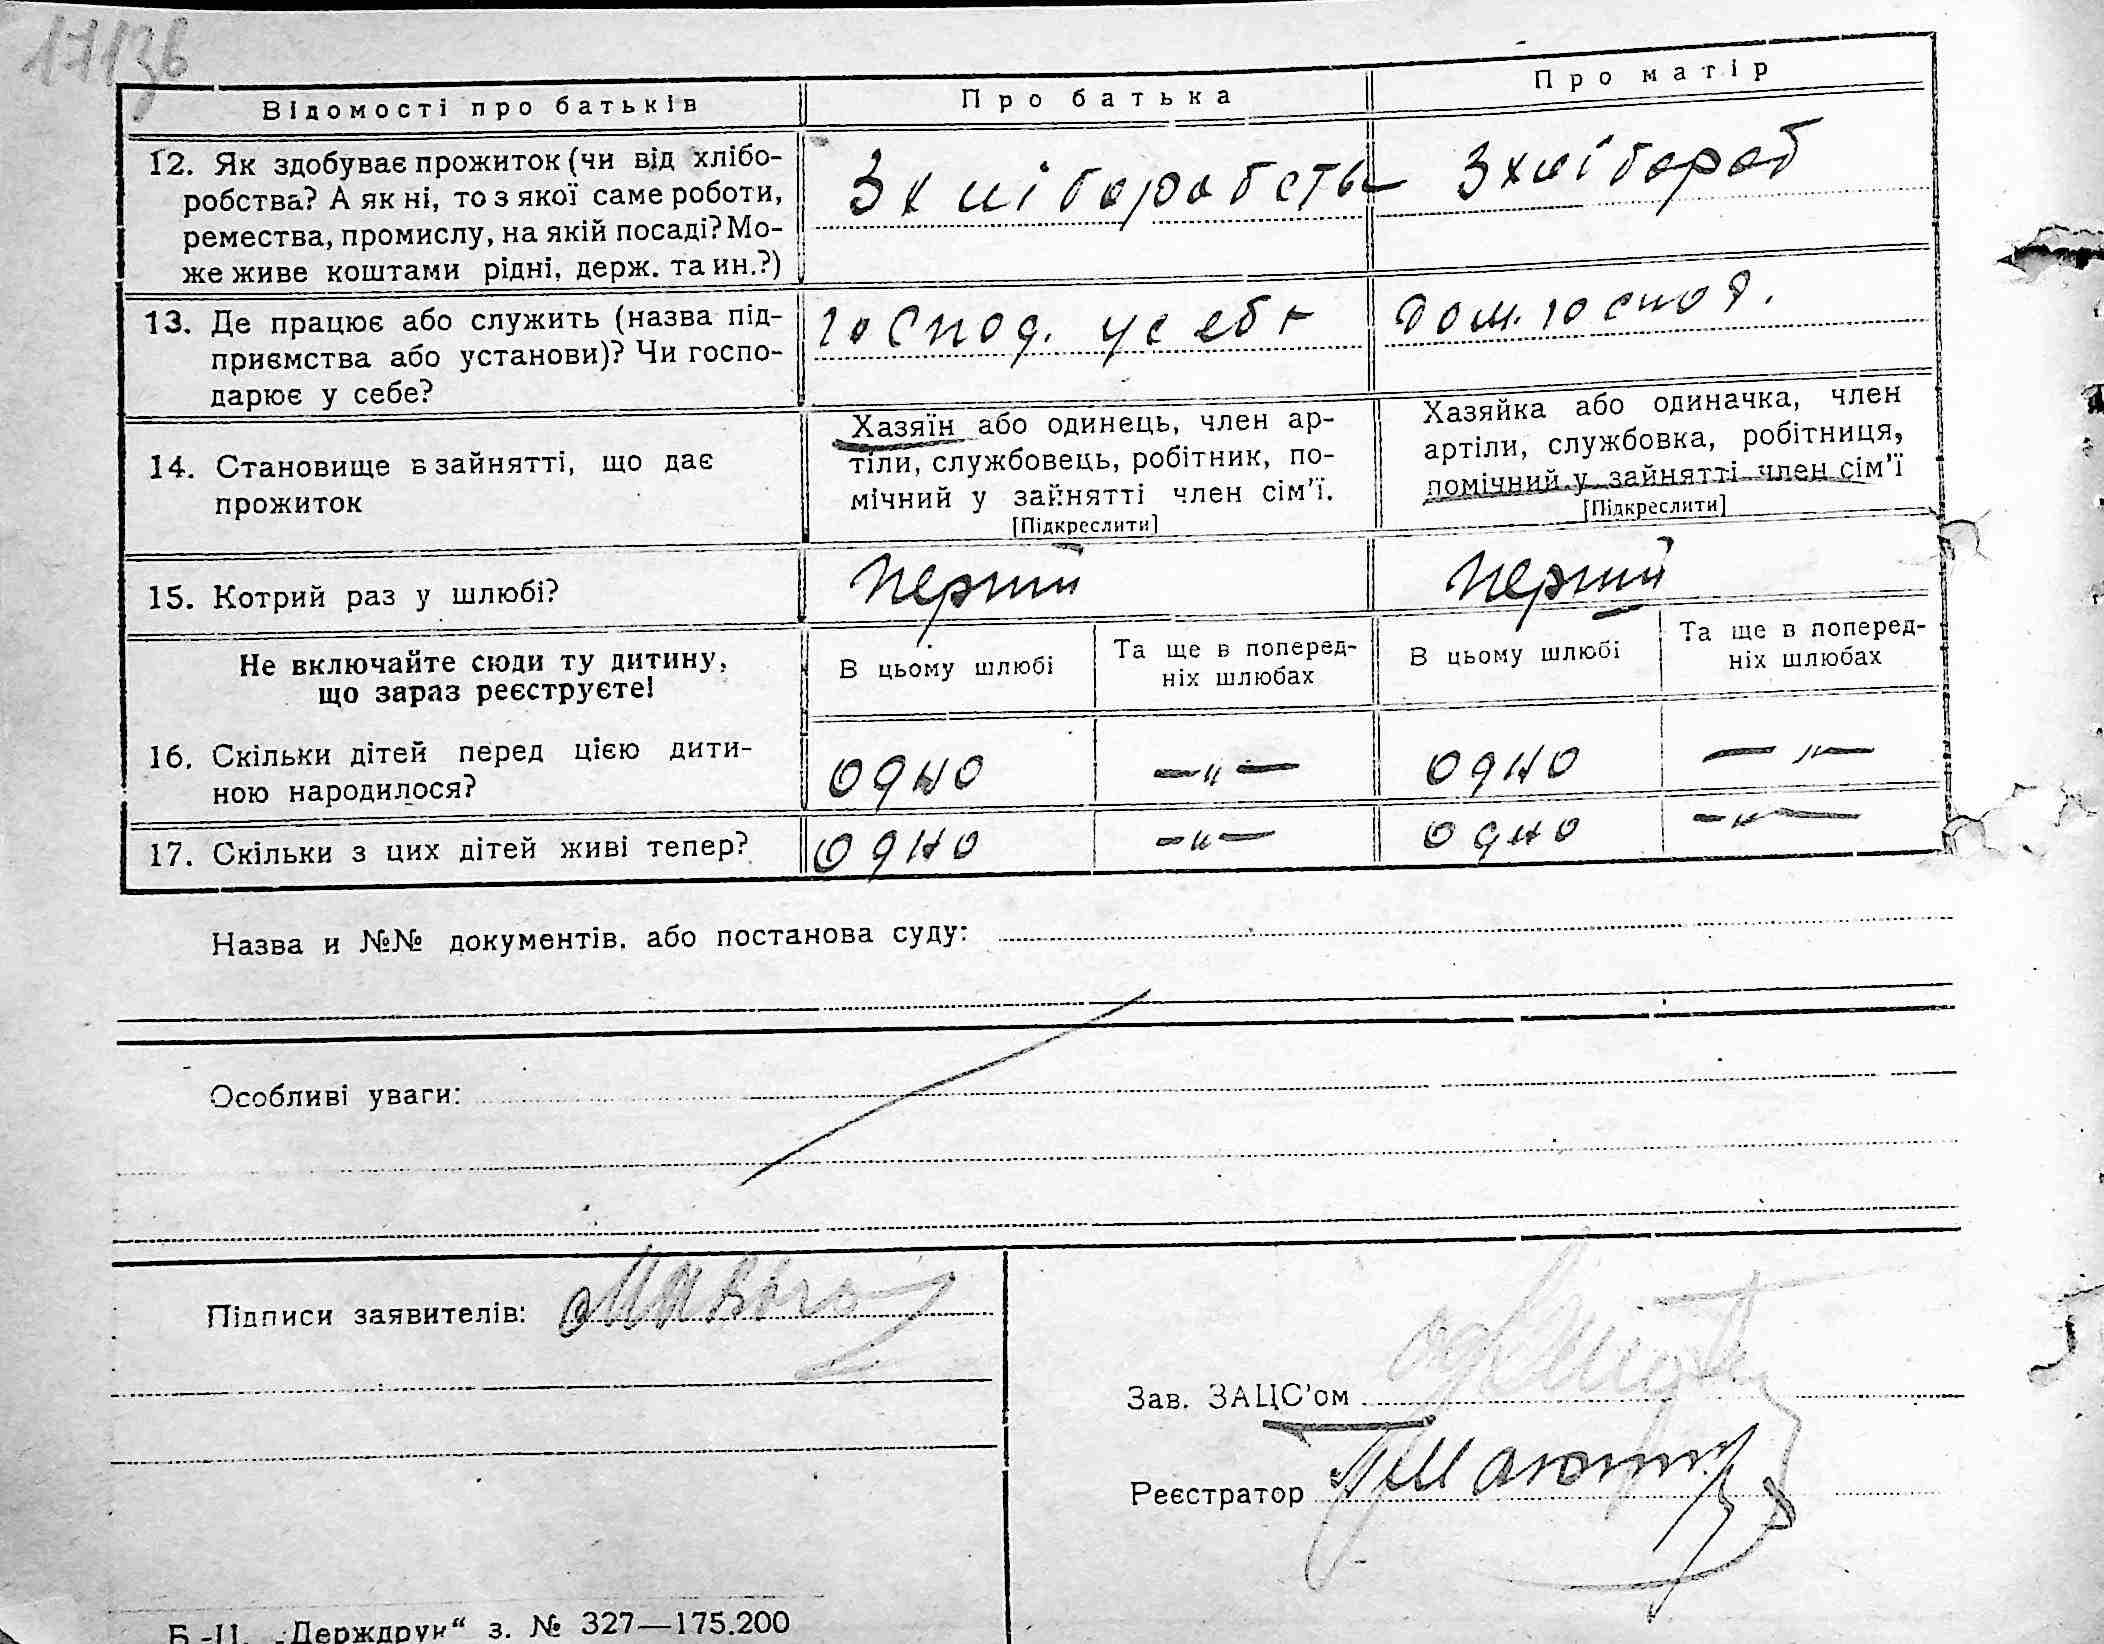 171зв
Відомості про батьків
Про батька
Про матір
12. Як здобуває прожиток (чи від хлібо-
робства? А як ні, то з якої саме роботи,
ремества, промислу, на якій посаді? Мо-
же живе коштами рідні, держ. та ин.?)
З хліборобств
З хлібороб
13. Де працює або служить (назва під-
приємства або установи)? Чи госпо-
дарює у себе?
господ. у себе
дом. господ.
14. Становище в зайнятті, що дає
прожиток
Хазяїн або одинець, член ар-
тіли, службовець, робітник, по-
мічний у зайнятті член сім'ї.
[Підкреслити]
Хазяйка або одиначка, член
артіли, службовка, робітниця,
помічний у зайнятті член сім'ї
[Підкреслити]
15. Котрий раз у шлюбі?
перший
перший
Не включайте сюди ту дитину,
що зараз реєструєте!
В цьому шлюбі
Та ще в поперед-
ніх шлюбах
В цьому шлюбі
Та ще в поперед-
ніх шлюбах
16. Скільки дітей перед цією дити-
ною народилося?
одно
—„—
одно
—„—
17. Скільки з цих дітей живі тепер?
одно
—„—
одно
—„—
Назва и №№ документів, або постанова суду:
Особливі уваги:
Підписи заявителів:
Зав. ЗАЦС'ом
Реєстратор
Б.-Ц. „Держдрук“ з. № 327—175.200